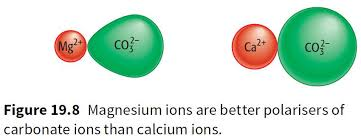 Mg²⁺ CO₃²⁻ Ca²⁺ CO₃²⁻
Figure 19.8 Magnesium ions are better polarisers of
carbonate ions than calcium ions.